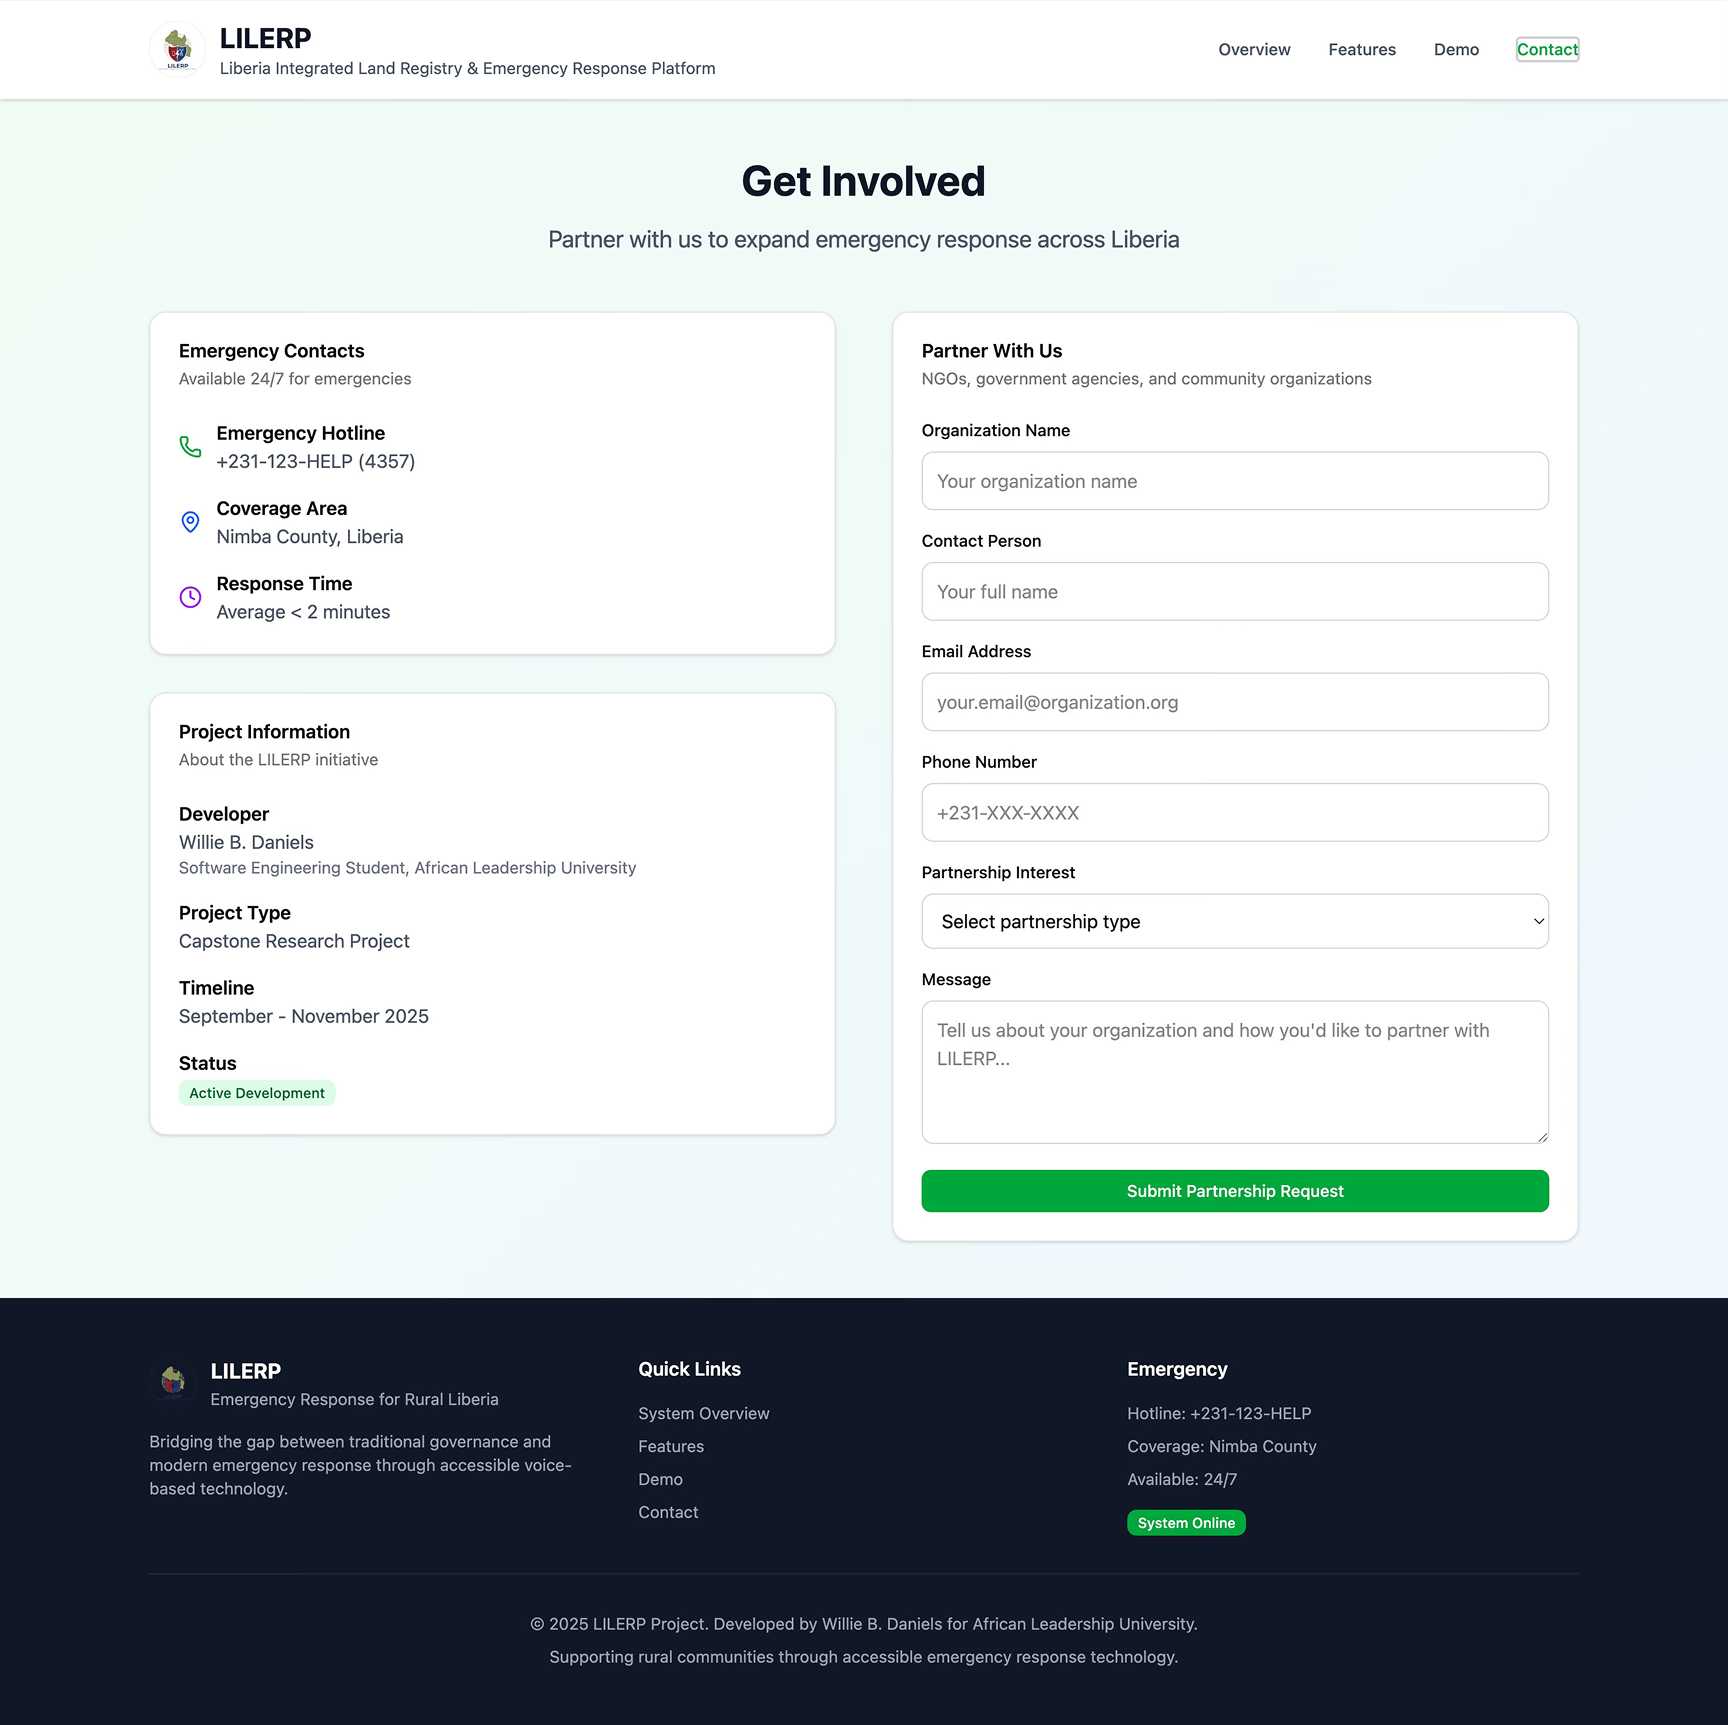 LILERP
LILERP
Liberia Integrated Land Registry & Emergency Response Platform
Overview
Features
Demo
Contact
Get Involved
Partner with us to expand emergency response across Liberia
Emergency Contacts
Available 24/7 for emergencies
Emergency Hotline
+231-123-HELP (4357)
Coverage Area
Nimba County, Liberia
Response Time
Average < 2 minutes
Project Information
About the LILERP initiative
Developer
Willie B. Daniels
Software Engineering Student, African Leadership University
Project Type
Capstone Research Project
Timeline
September - November 2025
Status
Active Development
Partner With Us
NGOs, government agencies, and community organizations
Organization Name
Your organization name
Contact Person
Your full name
Email Address
your.email@organization.org
Phone Number
+231-XXX-XXXX
Partnership Interest
Select partnership type
Message
Tell us about your organization and how you'd like to partner with
LILERP...
Submit Partnership Request
LILERP
Emergency Response for Rural Liberia
Bridging the gap between traditional governance and
modern emergency response through accessible voice-
based technology.
Quick Links
System Overview
Features
Demo
Contact
Emergency
Hotline: +231-123-HELP
Coverage: Nimba County
Available: 24/7
System Online
© 2025 LILERP Project. Developed by Willie B. Daniels for African Leadership University.
Supporting rural communities through accessible emergency response technology.